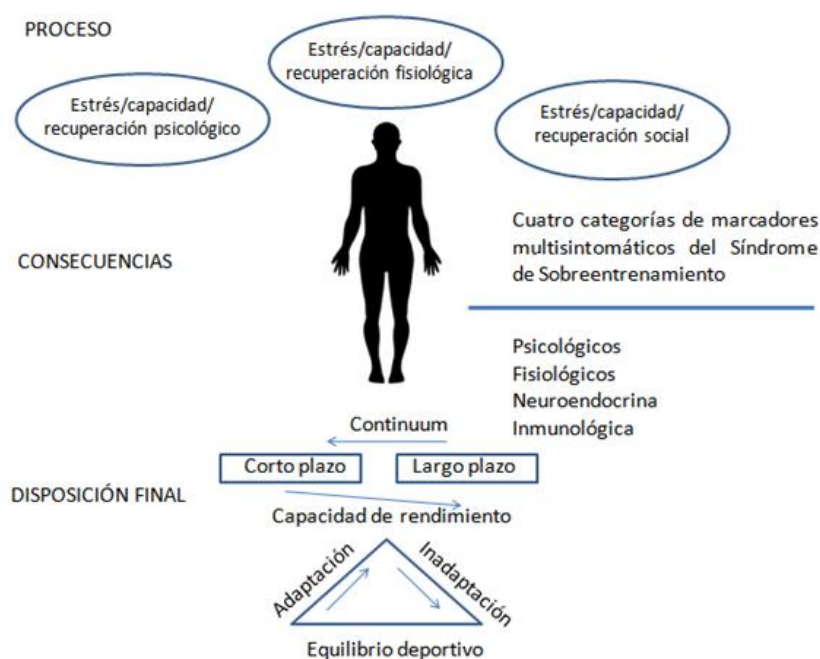 PROCESO
Estrés/capacidad/
recuperación fisiológica
Estrés/capacidad/
recuperación psicológico
Estrés/capacidad/
recuperación social
Cuatro categorías de marcadores
multisintomáticos del Síndrome
de Sobreentrenamiento
CONSECUENCIAS
Psicológicos
Fisiológicos
Neuroendocrina
Inmunológica
Continuum
Corto plazo
Largo plazo
DISPOSICIÓN FINAL
Capacidad de rendimiento
Adaptación
Inadaptación
Equilibrio deportivo